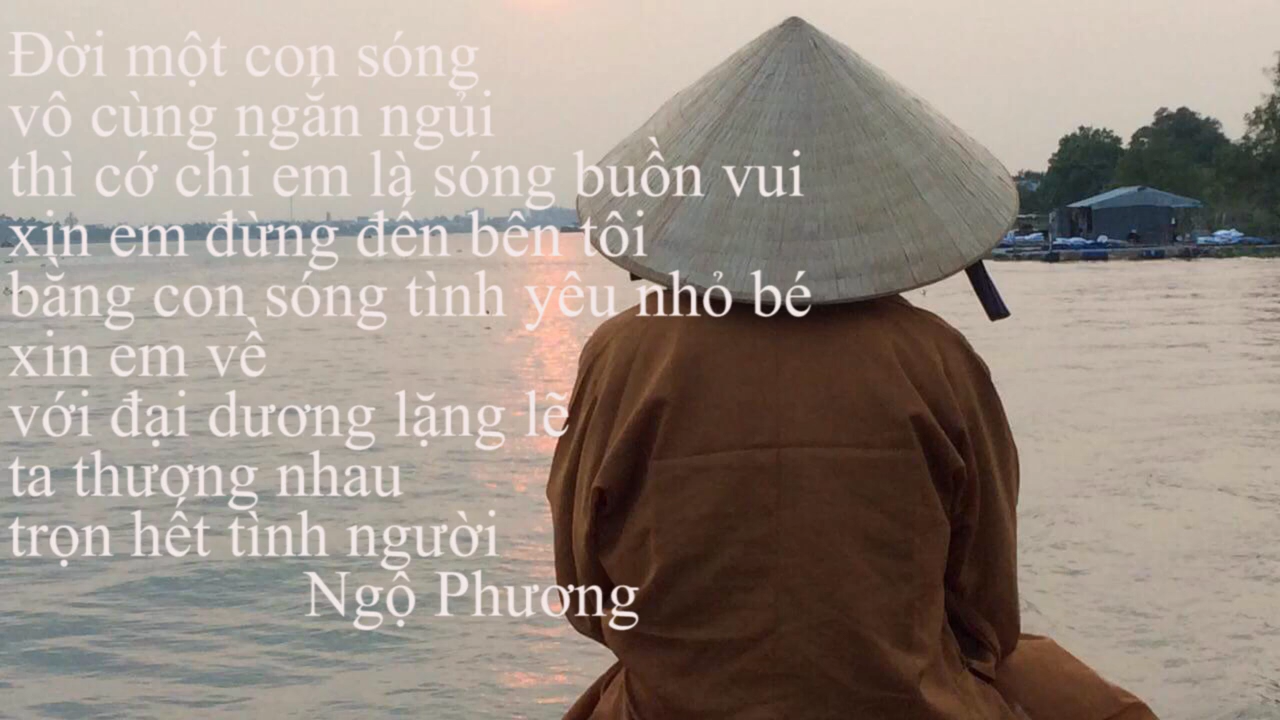 Đời một con sóng
vô cùng ngắn ngủi
thì cớ chi em là sóng buồn vui
xin em đừng đến bên tôi
bằng con sóng tình yêu nhỏ bé
xin em về
với đại dương lặng lẽ
ta thương nhau
trọn hết tình người
Ngộ Phương